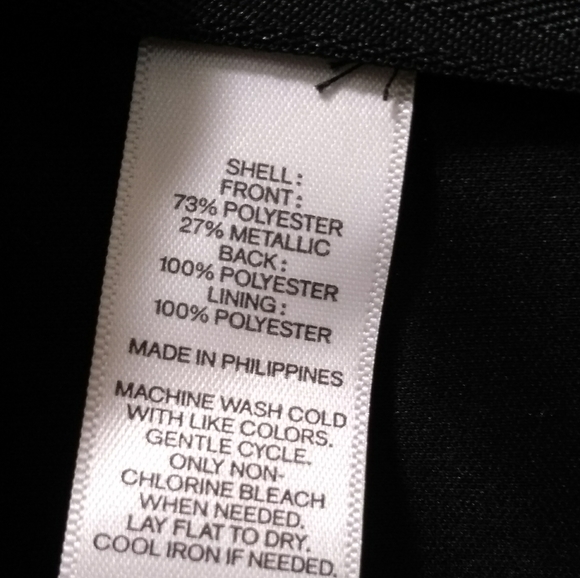 SHELL:
FRONT:
73% POLYESTER
27% METALLIC
BACK:
100% POLYESTER
LINING:
100% POLYESTER
MADE IN PHILIPPINES
MACHINE WASH COLD
WITH LIKE COLORS.
GENTLE CYCLE.
ONLY NON-
CHLORINE BLEACH
WHEN NEEDED.
LAY FLAT TO DRY.
COOL IRON IF NEEDED.